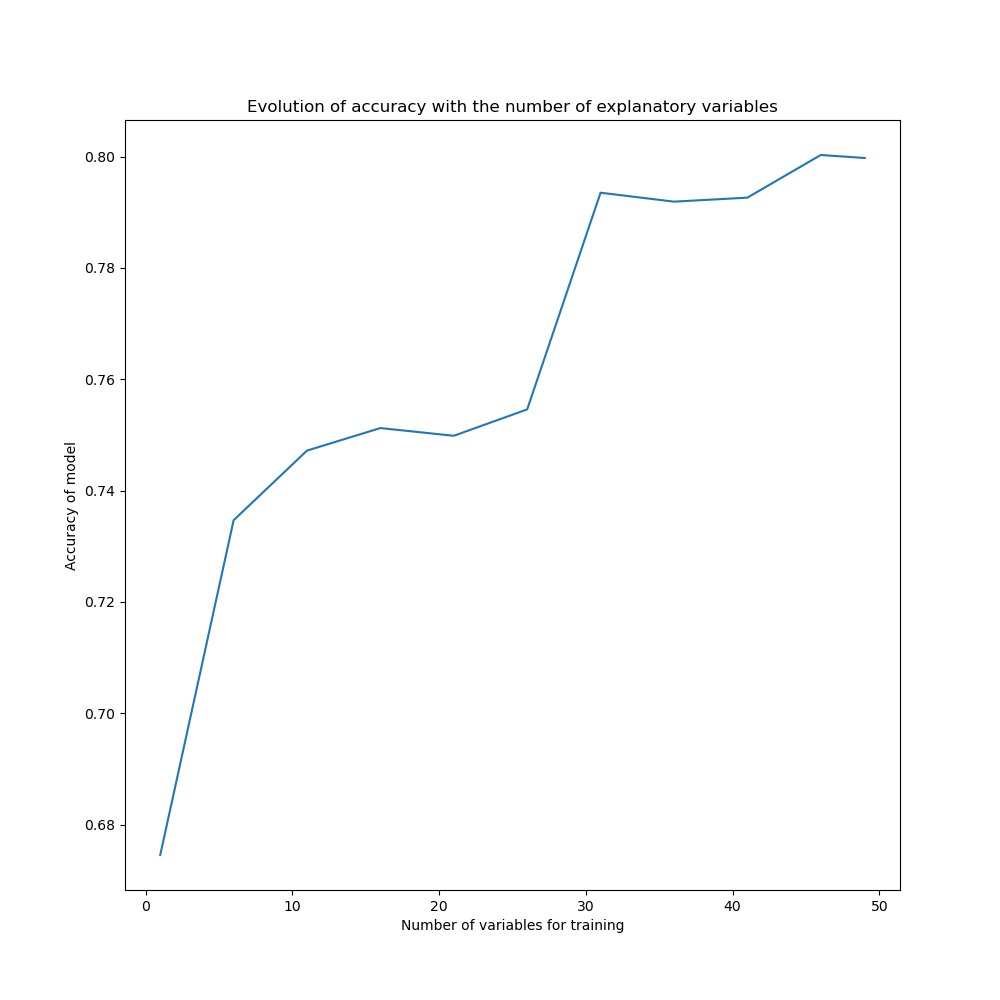 Evolution of accuracy with the number of explanatory variables
0.80
0.78
0.76
0.74
0.72
0.70
0.68
Accuracy of model
0 10 20 30 40 50
Number of variables for training